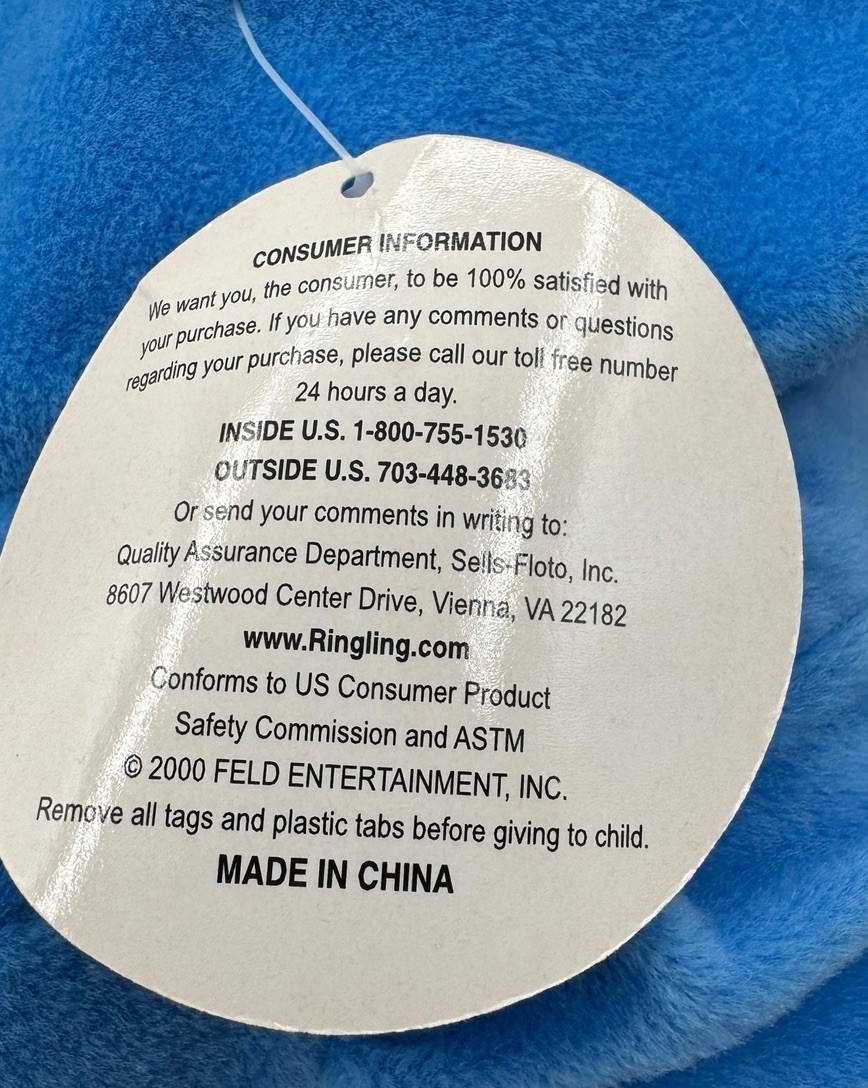 CONSUMER INFORMATION
We want you, the consumer, to be 100% satisfied with
your purchase. If you have any comments or questions
regarding your purchase, please call our toll free number
24 hours a day.
INSIDE U.S. 1-800-755-1530
OUTSIDE U.S. 703-448-3683
Or send your comments in writing to:
Quality Assurance Department, Sells-Floto, Inc.
8607 Westwood Center Drive, Vienna, VA 22182
www.Ringling.com
Conforms to US Consumer Product
Safety Commission and ASTM
© 2000 FELD ENTERTAINMENT, INC.
Remove all tags and plastic tabs before giving to child.
MADE IN CHINA